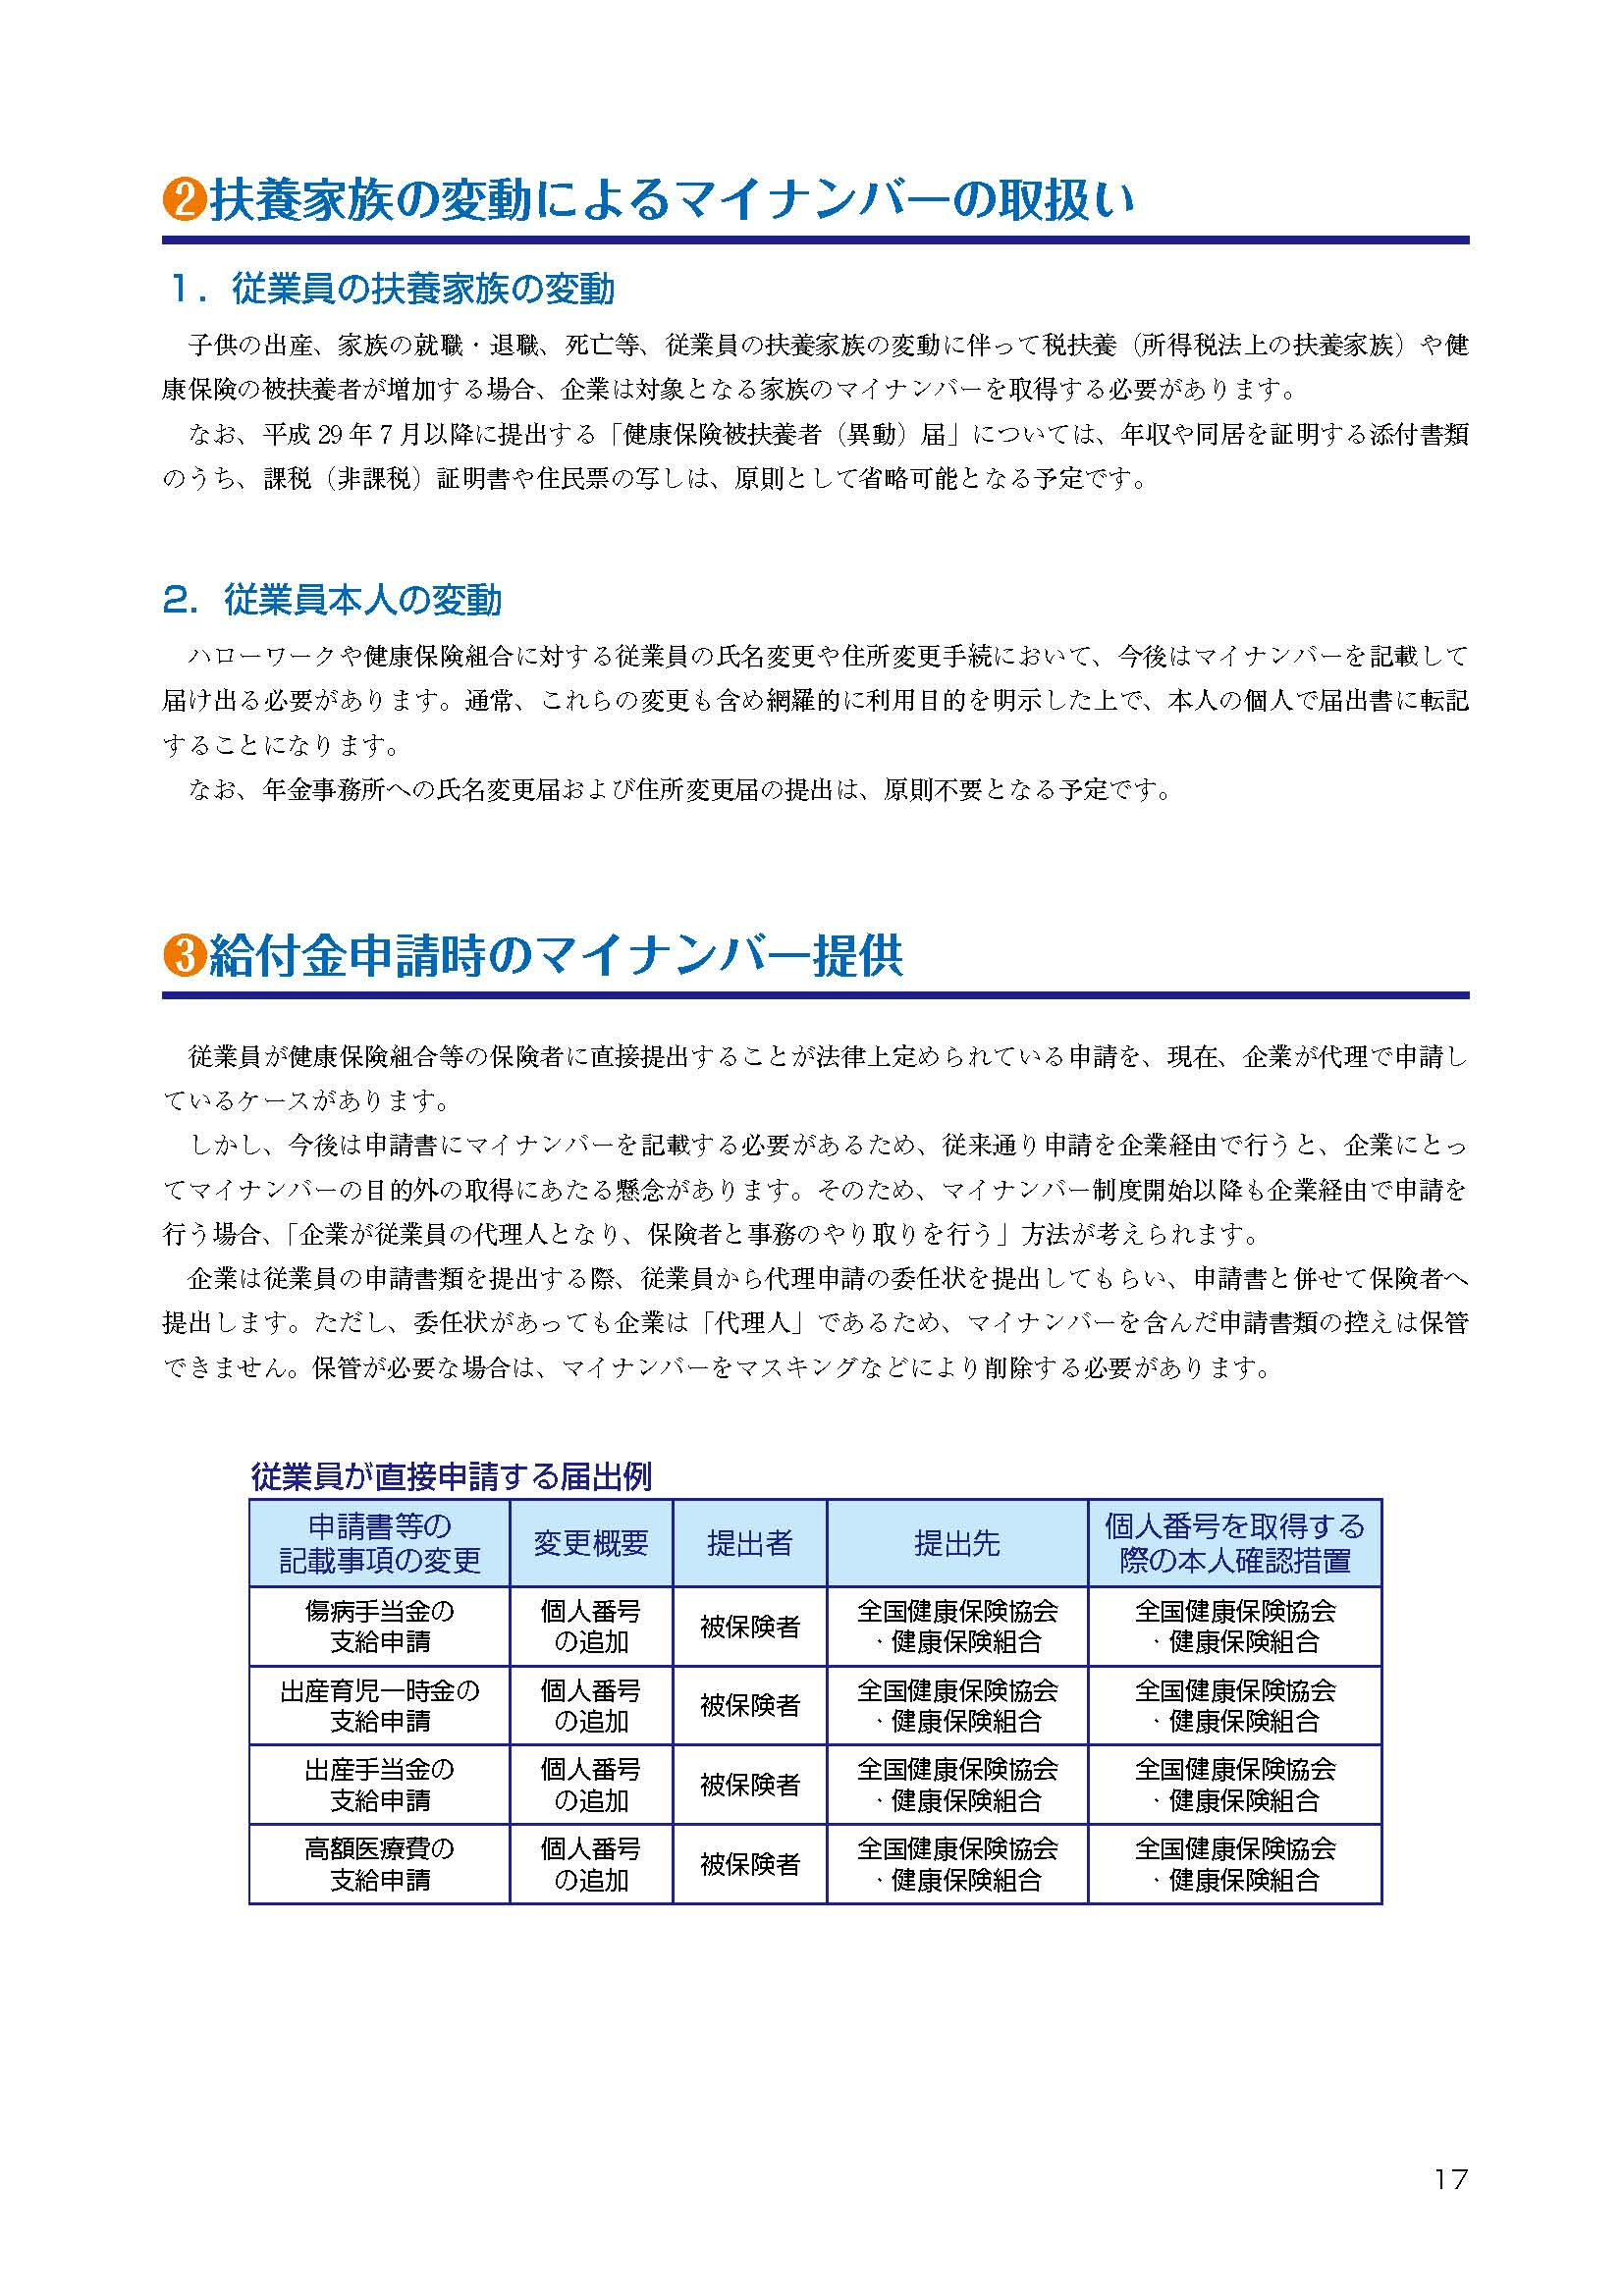 ❷扶養家族の変動によるマイナンバーの取扱い
1．従業員の扶養家族の変動
子供の出産、家族の就職・退職、死亡等、従業員の扶養家族の変動に伴って税扶養（所得税法上の扶養家族）や健
康保険の被扶養者が増加する場合、企業は対象となる家族のマイナンバーを取得する必要があります。
なお、平成 29 年 7 月以降に提出する「健康保険被扶養者（異動）届」については、年収や同居を証明する添付書類
のうち、課税（非課税）証明書や住民票の写しは、原則として省略可能となる予定です。
2．従業員本人の変動
ハローワークや健康保険組合に対する従業員の氏名変更や住所変更手続において、今後はマイナンバーを記載して
届け出る必要があります。通常、これらの変更も含め網羅的に利用目的を明示した上で、本人の個人で届出書に転記
することになります。
なお、年金事務所への氏名変更届および住所変更届の提出は、原則不要となる予定です。
❸給付金申請時のマイナンバー提供
従業員が健康保険組合等の保険者に直接提出することが法律上定められている申請を、現在、企業が代理で申請し
ているケースがあります。
しかし、今後は申請書にマイナンバーを記載する必要があるため、従来通り申請を企業経由で行うと、企業にとっ
てマイナンバーの目的外の取得にあたる懸念があります。そのため、マイナンバー制度開始以降も企業経由で申請を
行う場合、「企業が従業員の代理人となり、保険者と事務のやり取りを行う」方法が考えられます。
企業は従業員の申請書類を提出する際、従業員から代理申請の委任状を提出してもらい、申請書と併せて保険者へ
提出します。ただし、委任状があっても企業は「代理人」であるため、マイナンバーを含んだ申請書類の控えは保管
できません。保管が必要な場合は、マイナンバーをマスキングなどにより削除する必要があります。
従業員が直接申請する届出例
申請書等の
記載事項の変更
変更概要
提出者
提出先
個人番号を取得する
際の本人確認措置
傷病手当金の
支給申請
個人番号
の追加
被保険者
全国健康保険協会
、健康保険組合
全国健康保険協会
、健康保険組合
出産育児一時金の
支給申請
個人番号
の追加
被保険者
全国健康保険協会
、健康保険組合
全国健康保険協会
、健康保険組合
出産手当金の
支給申請
個人番号
の追加
被保険者
全国健康保険協会
、健康保険組合
全国健康保険協会
、健康保険組合
高額医療費の
支給申請
個人番号
の追加
被保険者
全国健康保険協会
、健康保険組合
全国健康保険協会
、健康保険組合
17